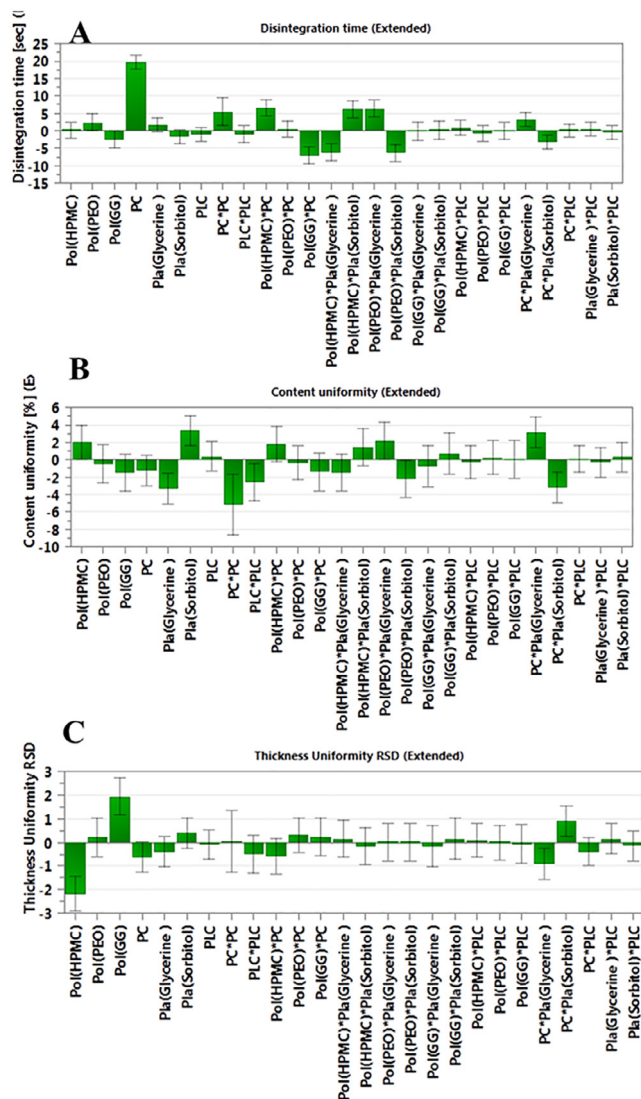 A
Disintegration time (Extended)
Disintegration time [sec] (
25
20
15
10
5
0
-5
-10
-15
Pol(HPMC)
Pol(PEO)
Pol(GG)
PC
Pla(Glycerine )
Pla(Sorbitol)
PLC
PC*PC
PLC*PLC
Pol(HPMC)*PC
Pol(PEO)*PC
Pol(GG)*PC
Pol(HPMC)*Pla(Glycerine )
Pol(HPMC)*Pla(Sorbitol)
Pol(PEO)*Pla(Glycerine )
Pol(PEO)*Pla(Sorbitol)
Pol(GG)*Pla(Glycerine )
Pol(GG)*Pla(Sorbitol)
Pol(HPMC)*PLC
Pol(PEO)*PLC
Pol(GG)*PLC
PC*Pla(Glycerine )
PC*Pla(Sorbitol)
PC*PLC
Pla(Glycerine )*PLC
Pla(Sorbitol)*PLC
B
Content uniformity (Extended)
Content uniformity [%] (E
6
4
2
0
-2
-4
-6
-8
-10
Pol(HPMC)
Pol(PEO)
Pol(GG)
PC
Pla(Glycerine )
Pla(Sorbitol)
PLC
PC*PC
PLC*PLC
Pol(HPMC)*PC
Pol(PEO)*PC
Pol(GG)*PC
Pol(HPMC)*Pla(Glycerine )
Pol(HPMC)*Pla(Sorbitol)
Pol(PEO)*Pla(Glycerine )
Pol(PEO)*Pla(Sorbitol)
Pol(GG)*Pla(Glycerine )
Pol(GG)*Pla(Sorbitol)
Pol(HPMC)*PLC
Pol(PEO)*PLC
Pol(GG)*PLC
PC*Pla(Glycerine )
PC*Pla(Sorbitol)
PC*PLC
Pla(Glycerine )*PLC
Pla(Sorbitol)*PLC
C
Thickness Uniformity RSD (Extended)
Thickness Uniformity RSD
3
2
1
0
-1
-2
-3
Pol(HPMC)
Pol(PEO)
Pol(GG)
PC
Pla(Glycerine )
Pla(Sorbitol)
PLC
PC*PC
PLC*PLC
Pol(HPMC)*PC
Pol(PEO)*PC
Pol(GG)*PC
Pol(HPMC)*Pla(Glycerine )
Pol(HPMC)*Pla(Sorbitol)
Pol(PEO)*Pla(Glycerine )
Pol(PEO)*Pla(Sorbitol)
Pol(GG)*Pla(Glycerine )
Pol(GG)*Pla(Sorbitol)
Pol(HPMC)*PLC
Pol(PEO)*PLC
Pol(GG)*PLC
PC*Pla(Glycerine )
PC*Pla(Sorbitol)
PC*PLC
Pla(Glycerine )*PLC
Pla(Sorbitol)*PLC